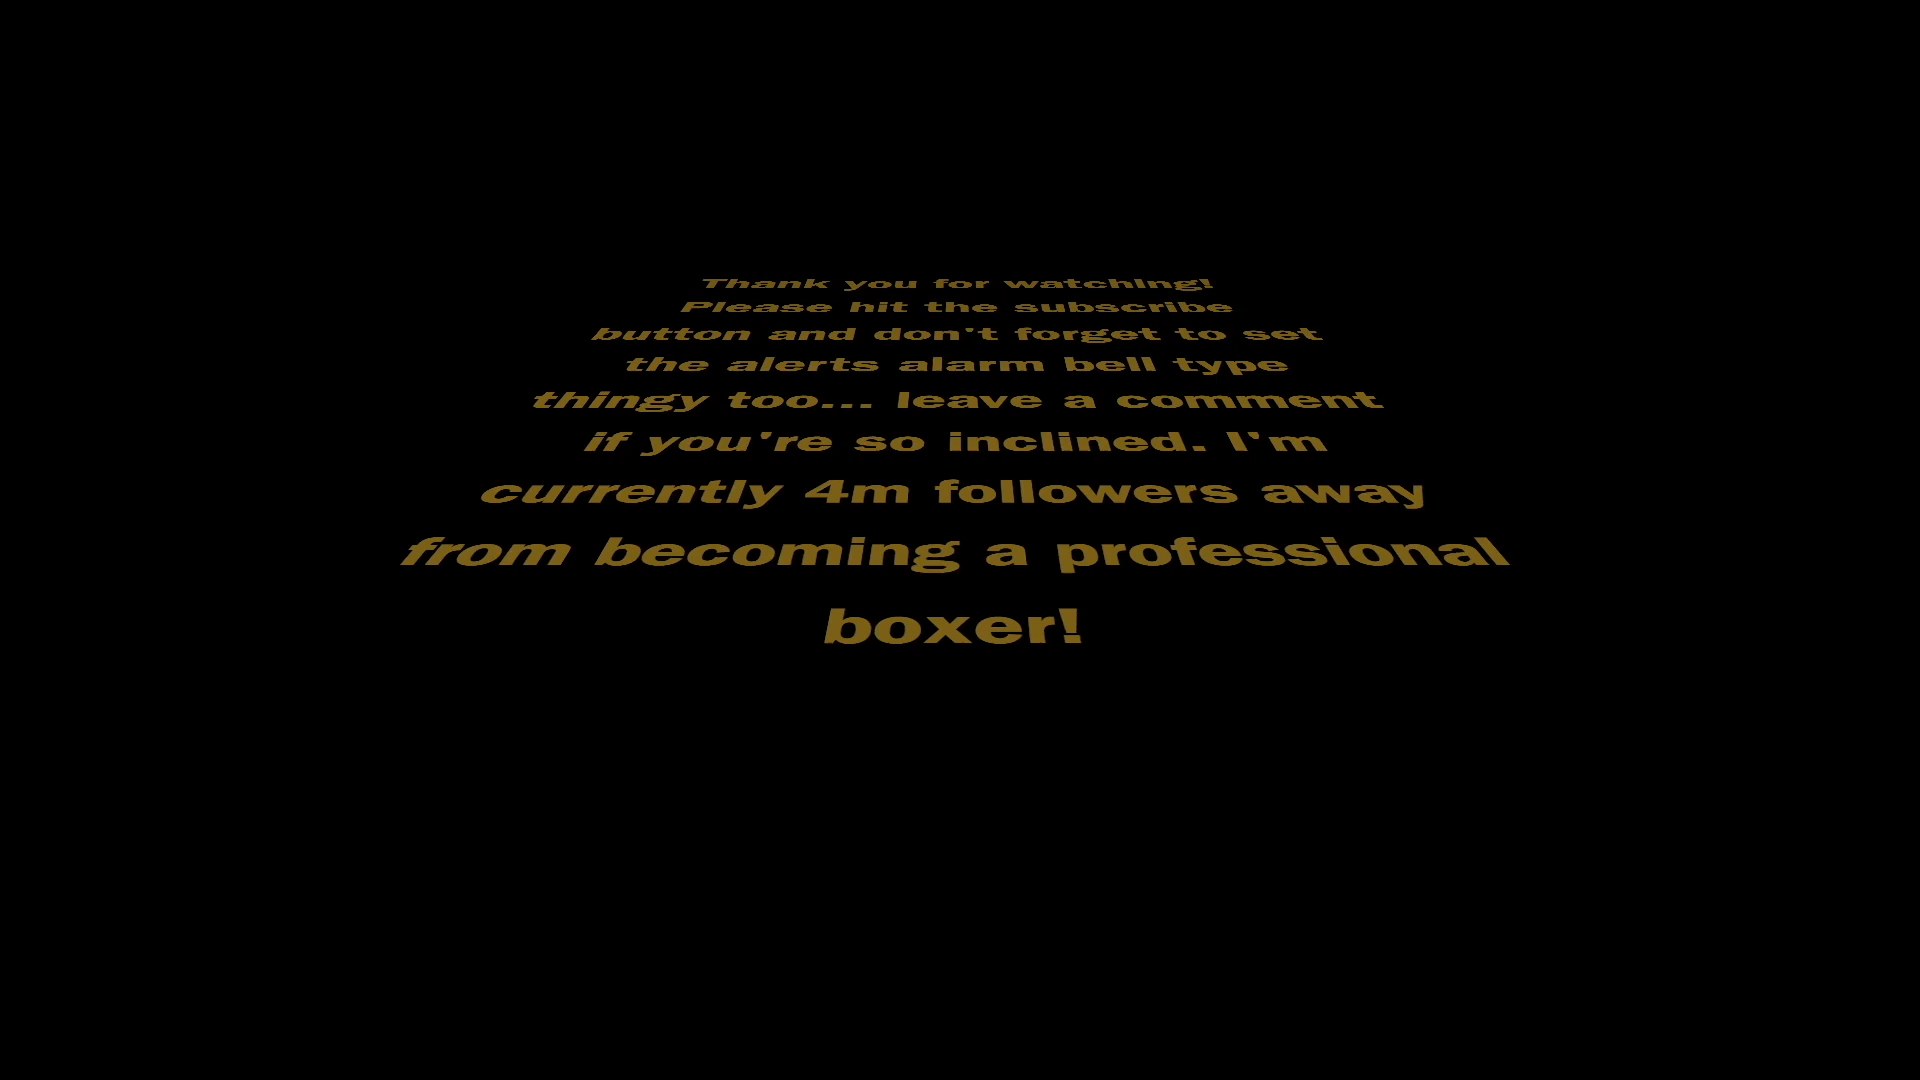 Thank you for watching!
Please hit the subscribe
button and don't forget to set
the alerts alarm bell type
thingy too... leave a comment
if you're so inclined. I'm
currently 4m followers away
from becoming a professional
boxer!